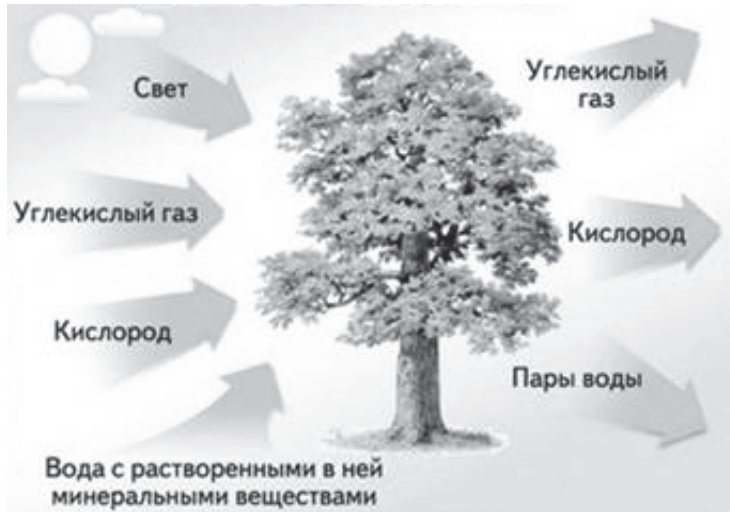 Свет
Углекислый газ
Кислород
Вода с растворенными в ней
минеральными веществами
Углекислый
газ
Кислород
Пары воды